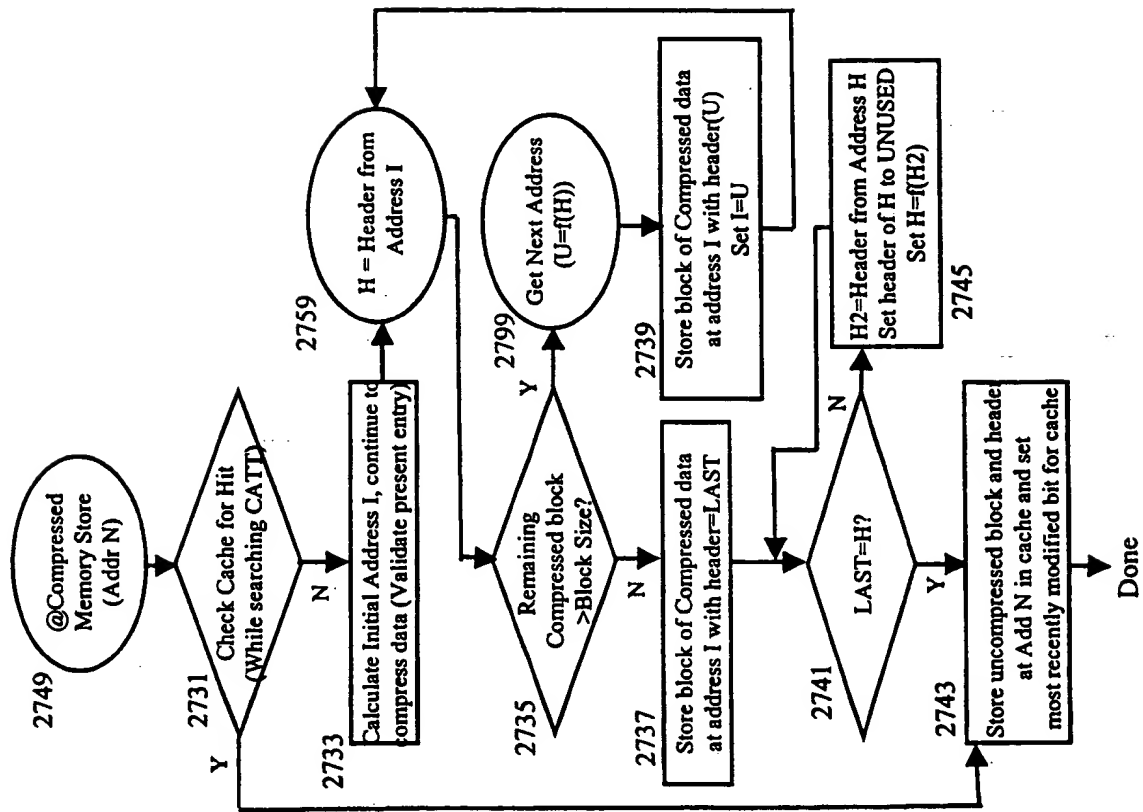 2749
@Compressed
Memory Store
(Addr N)
2731
Check Cache for Hit
(While searching CATT)
Y
N
2733
Calculate Initial Address I, continue to
compress data (Validate present entry)
2759
H = Header from
Address I
2735
Remaining
Compressed block
>Block Size?
Y
N
2799
Get Next Address
(U=f(H))
2737
Store block of Compressed data
at address I with header=LAST
2739
Store block of Compressed data
at address I with header(U)
Set I=U
2741
LAST=H?
N
Y
H2=Header from Address H
Set header of H to UNUSED
Set H=f(H2)
2745
2743
Store uncompressed block and header
at Add N in cache and set
most recently modified bit for cache
Done